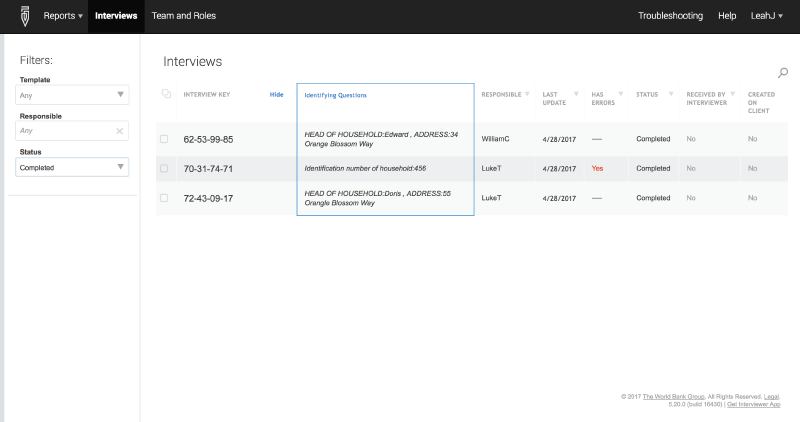 Reports Interviews Team and Roles Troubleshooting Help LeahJ
Filters:
Template
Any
Responsible
Any
Status
Completed
Interviews
INTERVIEW KEY Hide Identifying Questions RESPONSIBLE LAST UPDATE HAS ERRORS STATUS RECEIVED BY INTERVIEWER CREATED ON CLIENT
62-53-99-85 HEAD OF HOUSEHOLD:Edward , ADDRESS:34 WilliamC 4/28/2017 — Completed No No
Orange Blossom Way
70-31-74-71 Identification number of household:456 LukeT 4/28/2017 Yes Completed No No
72-43-09-17 HEAD OF HOUSEHOLD:Doris , ADDRESS:55 LukeT 4/28/2017 — Completed No No
Orangle Blossom Way
© 2017 The World Bank Group, All Rights Reserved. Legal.
5.20.0 (build 16430) | Get Interviewer App